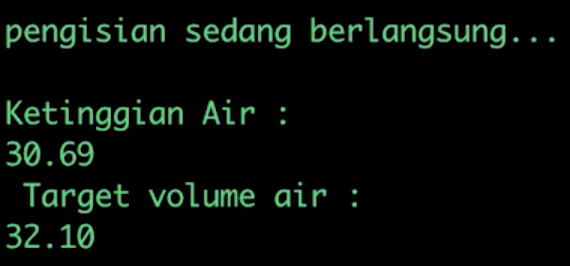 pengisian sedang berlangsung...
Ketinggian Air :
30.69
Target volume air :
32.10